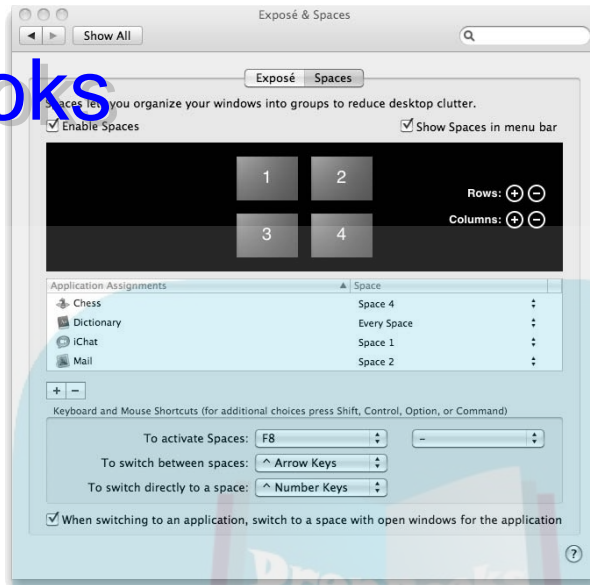 Exposé & Spaces
Show All
Exposé Spaces
Spaces lets you organize your windows into groups to reduce desktop clutter.
Enable Spaces
Show Spaces in menu bar
1 2
Rows:
Columns:
3 4
Application Assignments Space
Chess Space 4
Dictionary Every Space
iChat Space 1
Mail Space 2
+ −
Keyboard and Mouse Shortcuts (for additional choices press Shift, Control, Option, or Command)
To activate Spaces: F8 –
To switch between spaces: ^ Arrow Keys
To switch directly to a space: ^ Number Keys
When switching to an application, switch to a space with open windows for the application
?